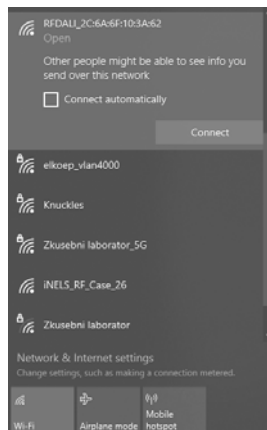 RFDALI_2C:6A:6F:10:3A:62
Open
Other people might be able to see info you
send over this network
Connect automatically
Connect
elkoep_vlan4000
Knuckles
Zkusebni laborator_5G
iNELS_RF_Case_26
Zkusebni laborator
Network & Internet settings
Change settings, such as making a connection metered.
Wi-Fi
Airplane mode
Mobile
hotspot